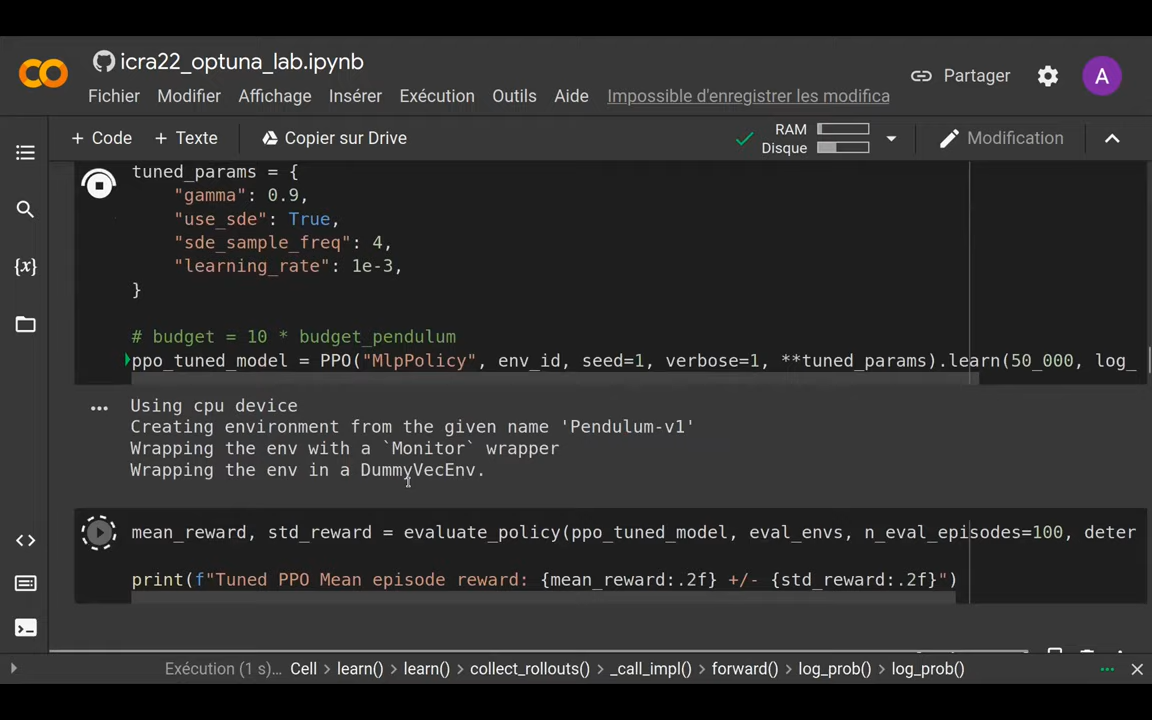 icra22_optuna_lab.ipynb
Partager
A
Fichier Modifier Affichage Insérer Exécution Outils Aide Impossible d'enregistrer les modifica
+ Code + Texte Copier sur Drive RAM Disque Modification
tuned_params = {
"gamma": 0.9,
"use_sde": True,
"sde_sample_freq": 4,
"learning_rate": 1e-3,
}
# budget = 10 * budget_pendulum
ppo_tuned_model = PPO("MlpPolicy", env_id, seed=1, verbose=1, **tuned_params).learn(50_000, log_
Using cpu device
Creating environment from the given name 'Pendulum-v1'
Wrapping the env with a `Monitor` wrapper
Wrapping the env in a DummyVecEnv.
mean_reward, std_reward = evaluate_policy(ppo_tuned_model, eval_envs, n_eval_episodes=100, deter
print(f"Tuned PPO Mean episode reward: {mean_reward:.2f} +/- {std_reward:.2f}")
Exécution (1 s)... Cell > learn() > learn() > collect_rollouts() > _call_impl() > forward() > log_prob() > log_prob()